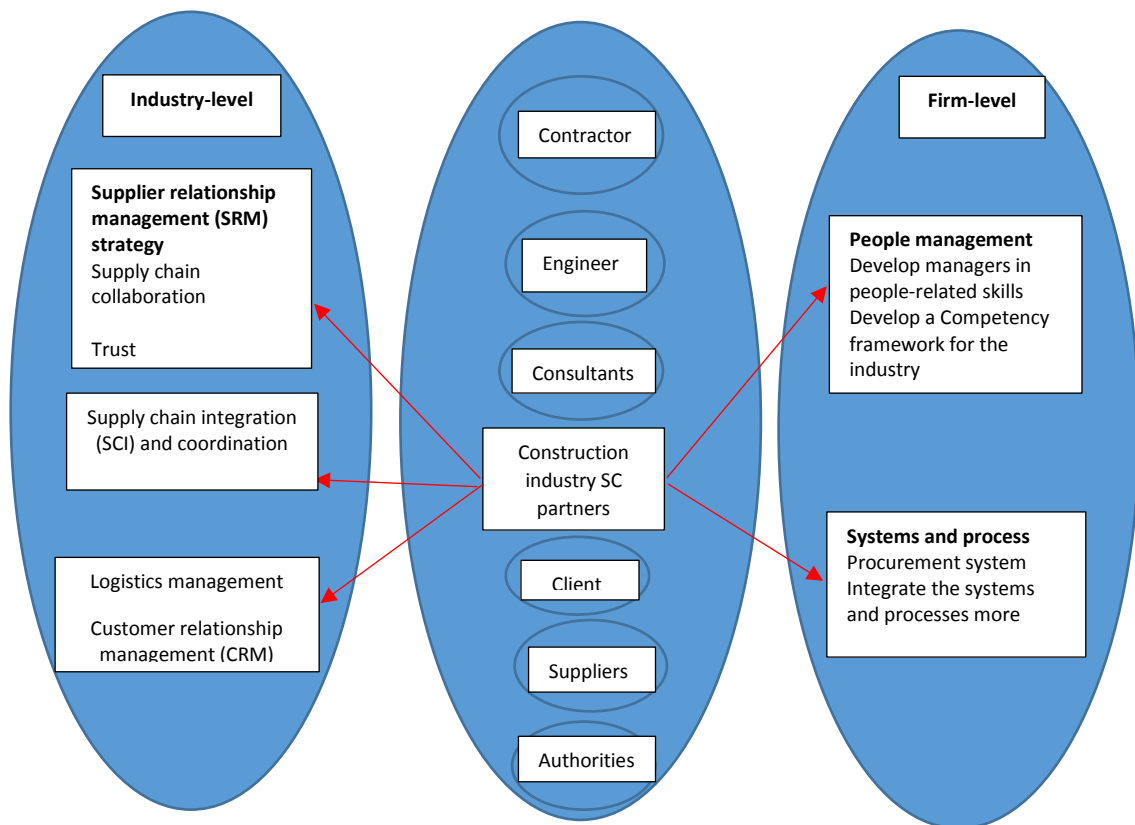 Industry-level
Supplier relationship
management (SRM)
strategy
Supply chain
collaboration
Trust
Supply chain integration
(SCI) and coordination
Logistics management
Customer relationship
management (CRM)
Contractor
Engineer
Consultants
Construction
industry SC
partners
Client
Suppliers
Authorities
Firm-level
People management
Develop managers in
people-related skills
Develop a Competency
framework for the
industry
Systems and process
Procurement system
Integrate the systems
and processes more